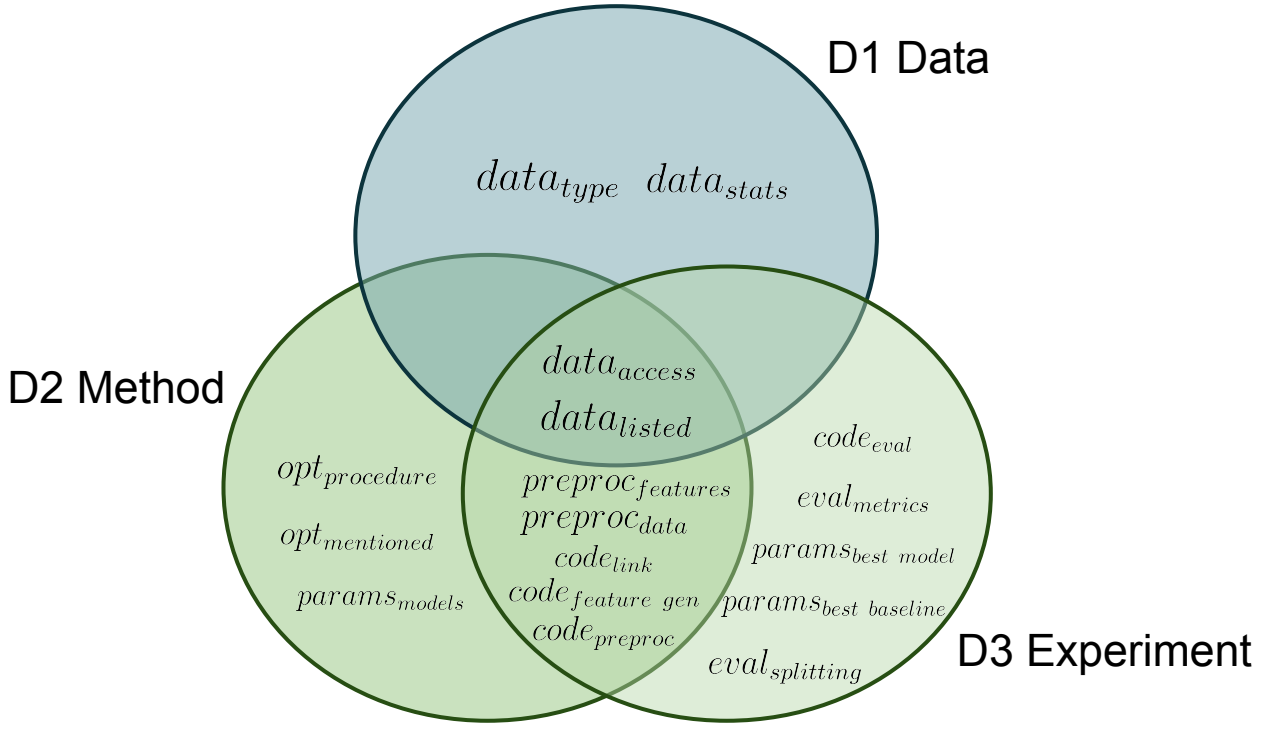 D1 Data
data_type data_stats
D2 Method
data_access
data_listed
opt_procedure
opt_mentioned
params_models
preproc_features
preproc_data
code_link
code_feature gen
code_preproc
code_eval
eval_metrics
params_best model
params_best baseline
eval_splitting
D3 Experiment